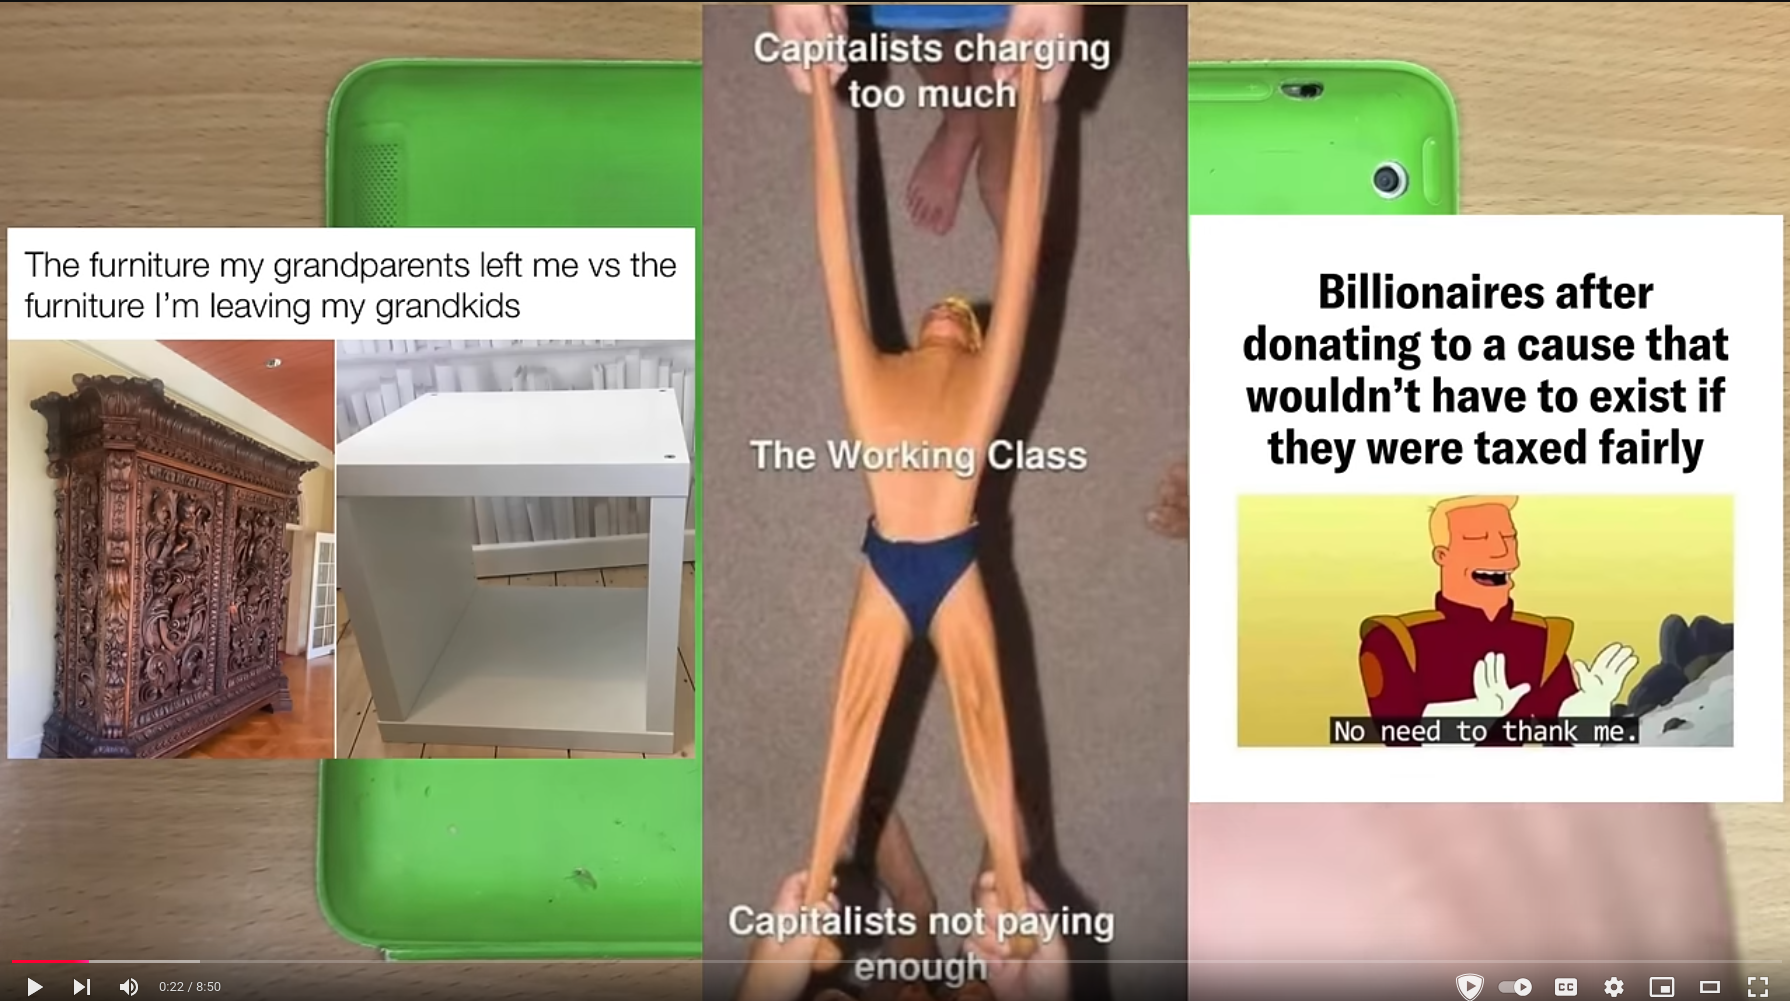 The furniture my grandparents left me vs the
furniture I'm leaving my grandkids
Capitalists charging
too much
The Working Class
Capitalists not paying
enough
Billionaires after
donating to a cause that
wouldn't have to exist if
they were taxed fairly
No need to thank me.
0:22 / 8:50
CC